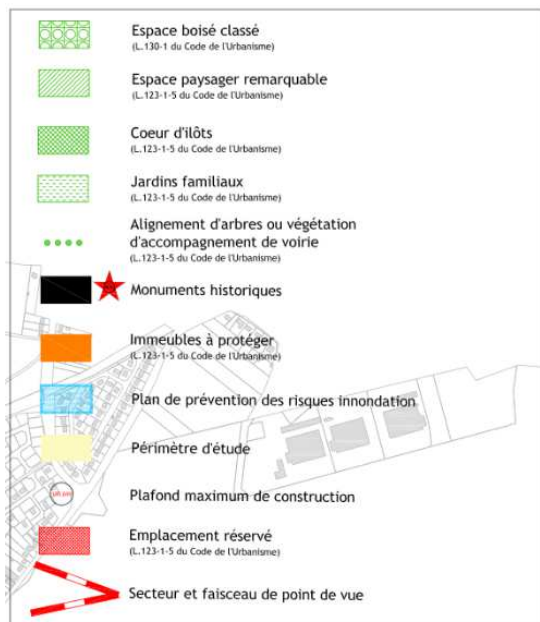 Espace boisé classé
(L.130-1 du Code de l'Urbanisme)
Espace paysager remarquable
(L.123-1-5 du Code de l'Urbanisme)
Coeur d'ilôts
(L.123-1-5 du Code de l'Urbanisme)
Jardins familiaux
(L.123-1-5 du Code de l'Urbanisme)
Alignement d'arbres ou végétation
d'accompagnement de voirie
(L.123-1-5 du Code de l'Urbanisme)
Monuments historiques
Immeubles à protéger
(L.123-1-5 du Code de l'Urbanisme)
Plan de prévention des risques innondation
Périmètre d'étude
Plafond maximum de construction
Emplacement réservé
(L.123-1-5 du Code de l'Urbanisme)
Secteur et faisceau de point de vue